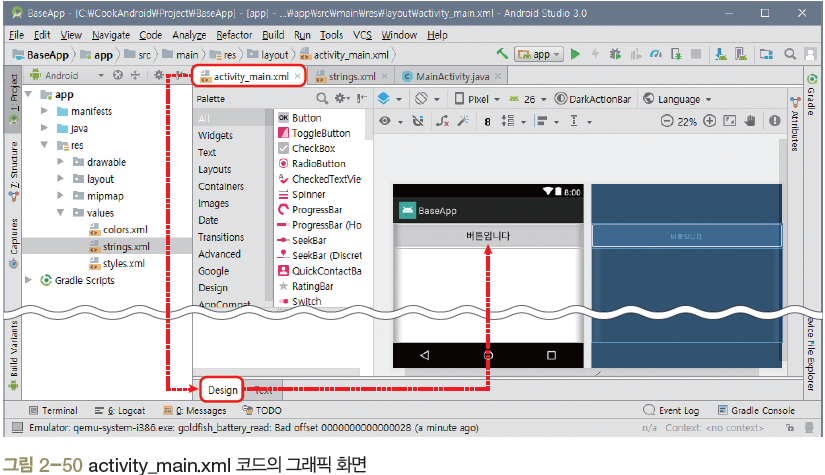 BaseApp - [C:₩CookAndroid₩Project₩BaseApp] - [app] - ...₩app₩src₩main₩res₩layout₩activity_main.xml - Android Studio 3.0
File Edit View Navigate Code Analyze Refactor Build Run Tools VCS Window Help
BaseApp app src main res layout activity_main.xml
app
1: Project
Z: Structure
Captures
Build Variants
Android
app
manifests
java
res
drawable
layout
mipmap
values
colors.xml
strings.xml
styles.xml
Gradle Scripts
activity_main.xml strings.xml MainActivity.java
Palette
All
Widgets
Text
Layouts
Containers
Images
Date
Transitions
Advanced
Google
Design
AppCompat
Button
ToggleButton
CheckBox
RadioButton
CheckedTextVie
Spinner
ProgressBar
ProgressBar (Ho
SeekBar
SeekBar (Discret
QuickContactBa
RatingBar
Switch
Pixel 26 DarkActionBar Language
8 22%
8:00
BaseApp
버튼입니다
버튼입니다
Gradle
Attributes
Device File Explorer
Design Text
Terminal 6: Logcat 0: Messages TODO Event Log Gradle Console
Emulator: qemu-system-i386.exe: goldfish_battery_read: Bad offset 0000000000000028 (a minute ago) n/a Context: <no context>
그림 2-50 activity_main.xml 코드의 그래픽 화면